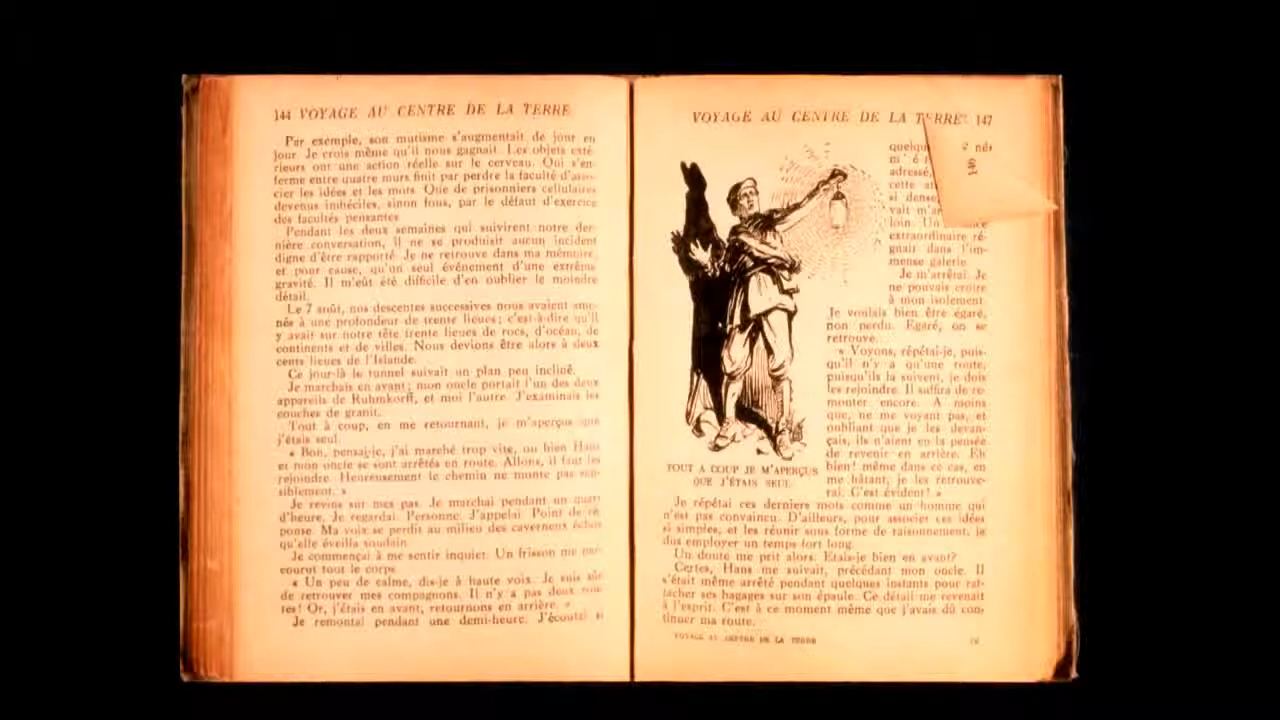 144 VOYAGE AU CENTRE DE LA TERRE
Par exemple, son mutisme s'augmentait de jour en
jour. Je crois même qu'il nous gagnait. Les objets exté-
rieurs ont une action réelle sur le cerveau. Qui s'en-
ferme entre quatre murs finit par perdre la faculté d'asso-
cier les idées et les mots. Que de prisonniers cellulaires
devenus imbéciles, sinon fous, par le défaut d'exercice
des facultés pensantes
Pendant les deux semaines qui suivirent notre der-
nière conversation, il ne se produisit aucun incident
digne d'être rapporté. Je ne retrouve dans ma mémoire,
et pour cause, qu'un seul événement d'une extrême
gravité. Il m'eût été difficile d'en oublier le moindre
détail.
Le 7 août, nos descentes successives nous avaient ame-
nés à une profondeur de trente lieues; c'est-à-dire qu'il
y avait sur notre tête trente lieues de rocs, d'océan, de
continents et de villes. Nous devions être alors à deux
cents lieues de l'Islande.
Ce jour-là le tunnel suivait un plan peu incliné.
Je marchais en avant; mon oncle portait l'un des deux
appareils de Ruhmkorff, et moi l'autre. J'examinais les
couches de granit.
Tout à coup, en me retournant, je m'aperçus que
j'étais seul.
« Bon, pensai-je, j'ai marché trop vite, ou bien Hans
et mon oncle se sont arrêtés en route. Allons, il faut les
rejoindre. Heureusement le chemin ne monte pas sen-
siblement. »
Je revins sur mes pas. Je marchai pendant un quart
d'heure. Je regardai. Personne. J'appelai. Point de ré-
ponse. Ma voix se perdit au milieu des caverneux échos
qu'elle éveilla soudain.
Je commençai à me sentir inquiet. Un frisson me par-
courut tout le corps.
« Un peu de calme, dis-je à haute voix. Je suis sûr
de retrouver mes compagnons. Il n'y a pas deux rou-
tes! Or, j'étais en avant, retournons en arrière. »
Je remontai pendant une demi-heure. J'écoutai si
VOYAGE AU CENTRE DE LA TERRE 147
quelqu
m'é
adressé,
cette at
si dense,
vait m'ar
loin. Un
extraordinaire ré-
gnait dans l'im-
mense galerie.
Je m'arrêtai. Je
ne pouvais croire
à mon isolement.
Je voulais bien être égaré,
non perdu. Egaré, on se
retrouve.
« Voyons, répétai-je, puis-
qu'il n'y a qu'une route,
puisqu'ils la suivent, je dois
les rejoindre. Il suffira de re-
monter encore. A moins
que, ne me voyant pas, et
oubliant que je les devan-
çais, ils n'aient eu la pensée
de revenir en arrière. Eh
bien! même dans ce cas, en
me hâtant, je les retrouve-
rai. C'est évident! »
TOUT A COUP JE M'APERÇUS
QUE J'ÉTAIS SEUL.
Je répétai ces derniers mots comme un homme qui
n'est pas convaincu. D'ailleurs, pour associer ces idées
si simples, et les réunir sous forme de raisonnement, je
dus employer un temps fort long.
Un doute me prit alors. Etais-je bien en avant?
Certes, Hans me suivait, précédant mon oncle. Il
s'était même arrêté pendant quelques instants pour rat-
tacher ses bagages sur son épaule. Ce détail me revenait
à l'esprit. C'est à ce moment même que j'avais dû con-
tinuer ma route.
VOYAGE AU CENTRE DE LA TERRE